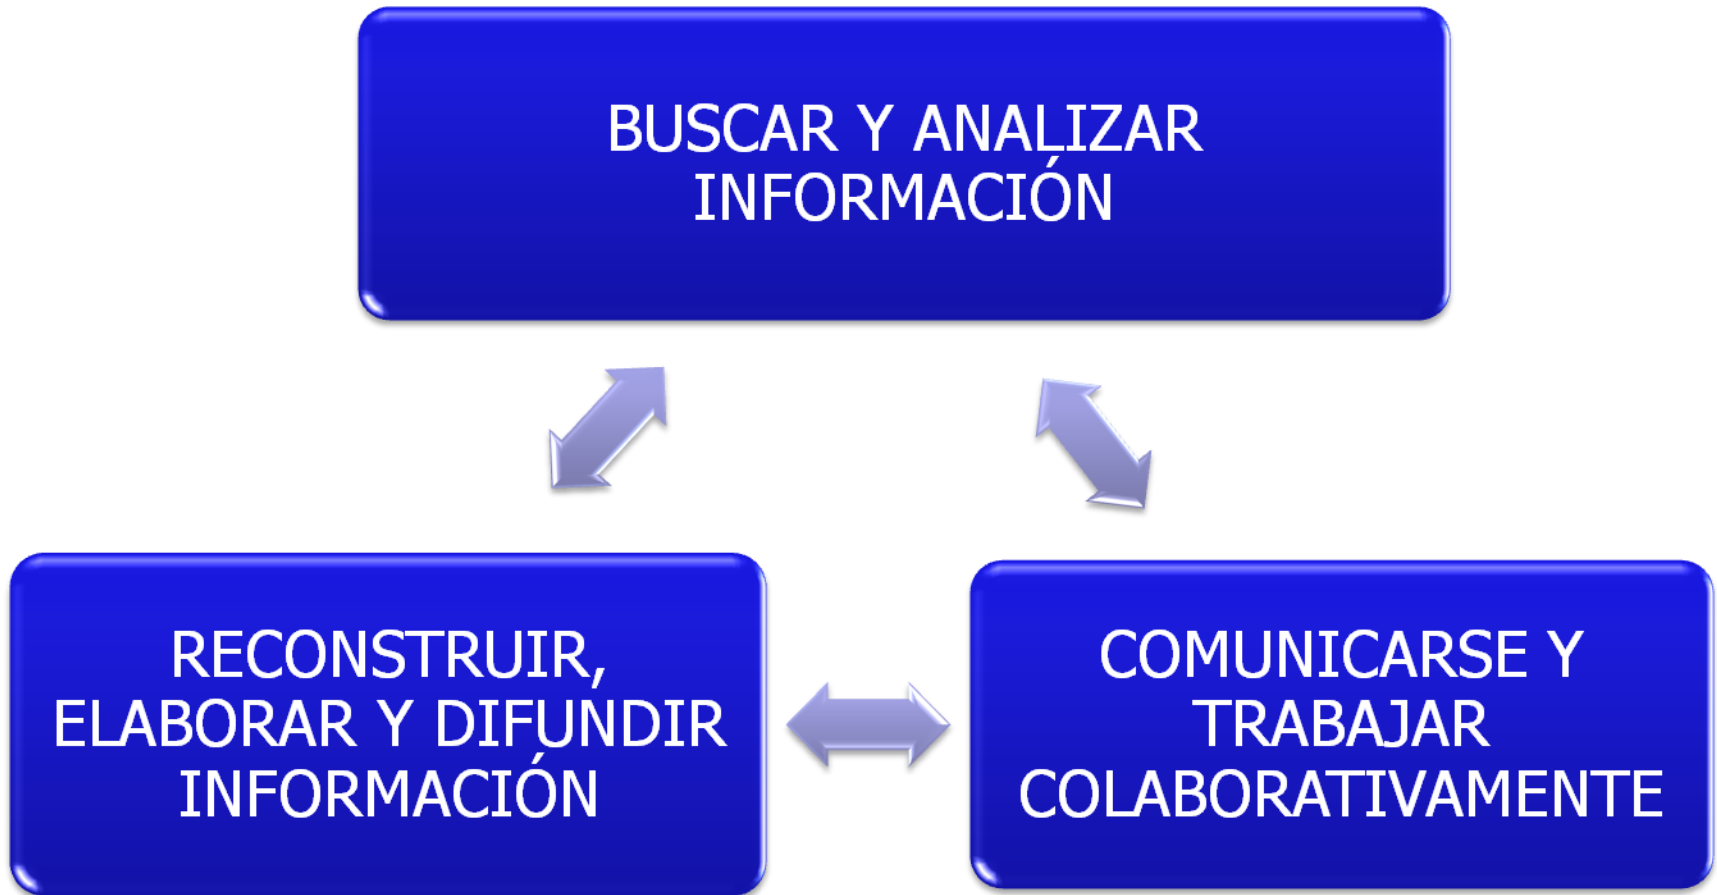 BUSCAR Y ANALIZAR
INFORMACIÓN
RECONSTRUIR,
ELABORAR Y DIFUNDIR
INFORMACIÓN
COMUNICARSE Y
TRABAJAR
COLABORATIVAMENTE